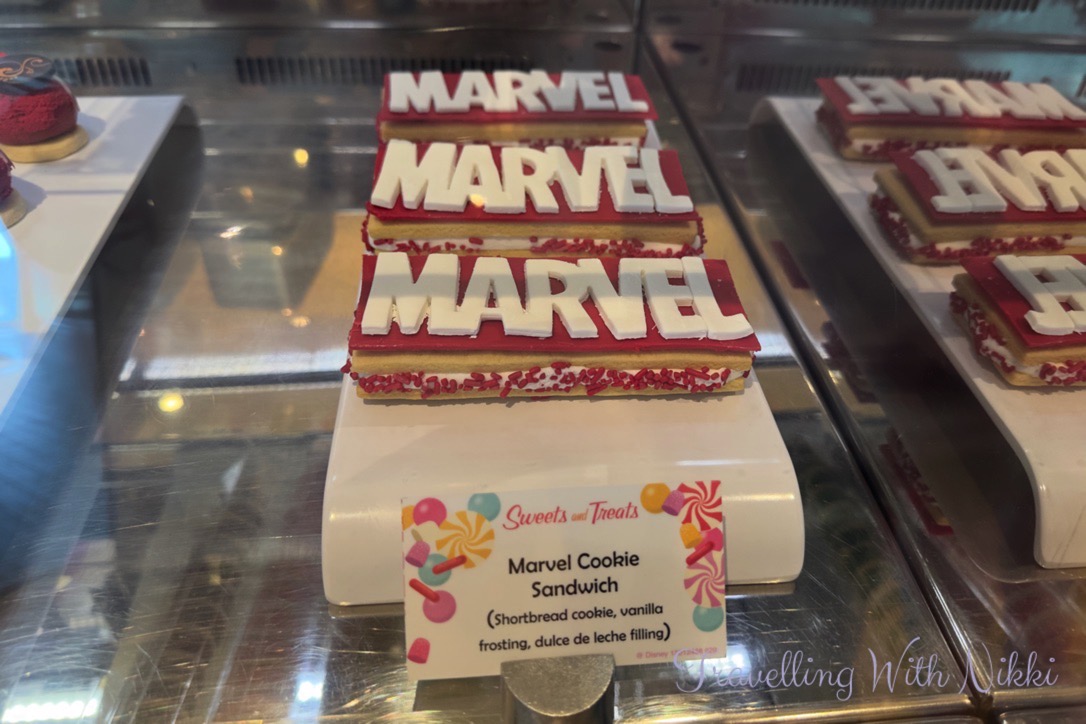 MARVEL
MARVEL
MARVEL
Sweets and Treats
Marvel Cookie
Sandwich
(Shortbread cookie, vanilla
frosting, dulce de leche filling)
© Disney
Travelling With Nikki